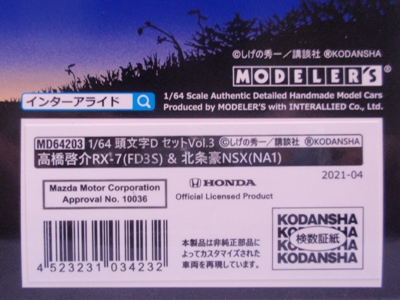 ©しげの秀一／講談社 ®KODANSHA
MODELER'S
インターアライド
1/64 Scale Authentic Detailed Handmade Model Cars
Produced by MODELER'S with INTERALLIED Co., Ltd.
MD64203 1/64 頭文字D セットVol.3 ©しげの秀一／講談社 ®KODANSHA
高橋啓介RX-7(FD3S) & 北条豪NSX(NA1)
2021-04
Mazda Motor Corporation
Approval No. 10036
HONDA
Official Licensed Product
本製品は非純正部品に
よってカスタマイズされた
車両を再現しています。
KODANSHA
KODANSHA
検数証紙
KODANSHA
KODANSHA
4 523231 034232